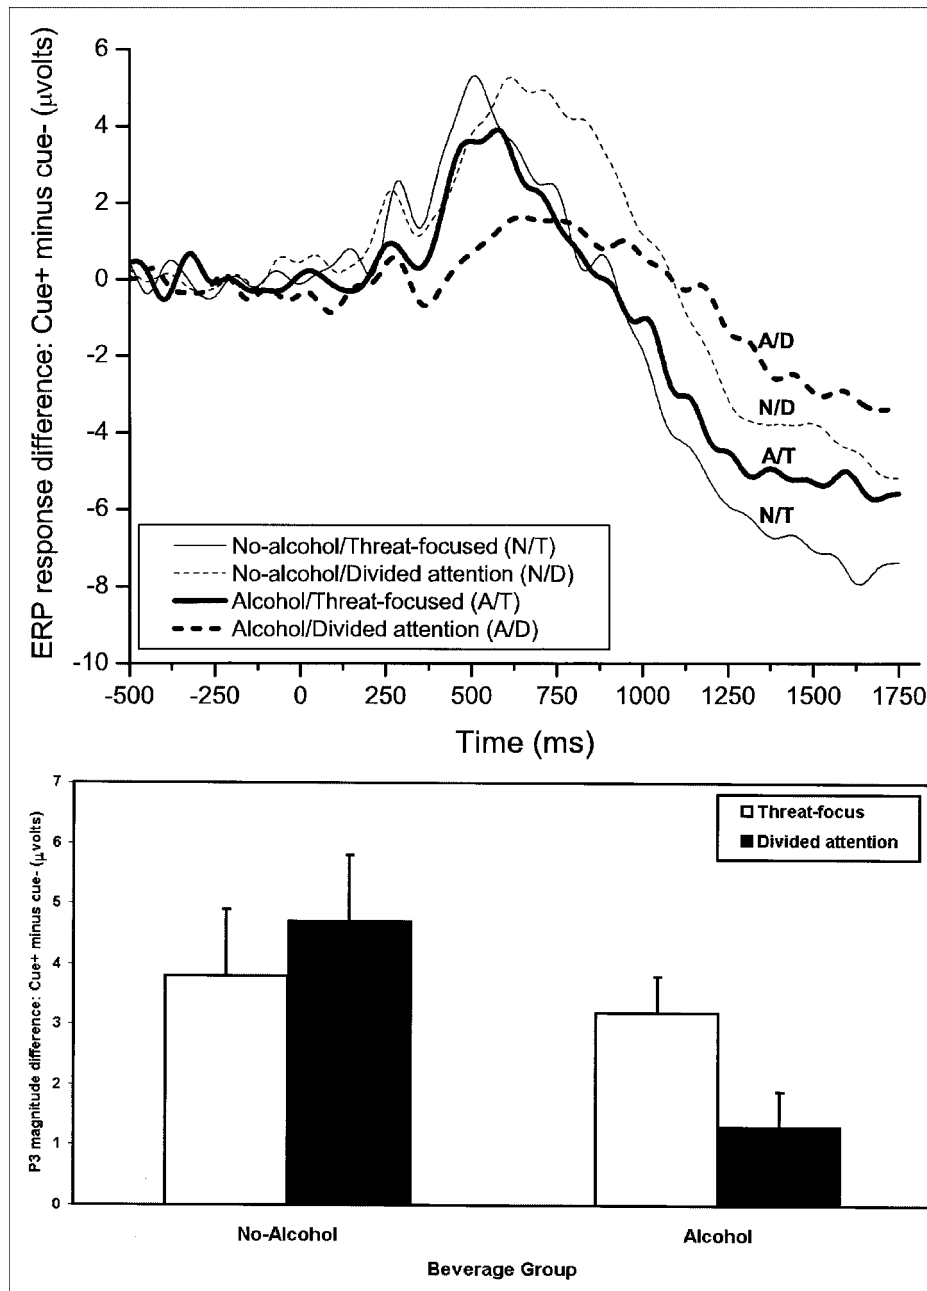 ERP response difference: Cue+ minus cue- (µvolts)
6
4
2
0
-2
-4
-6
-8
-10
A/D
N/D
A/T
N/T
No-alcohol/Threat-focused (N/T)
No-alcohol/Divided attention (N/D)
Alcohol/Threat-focused (A/T)
Alcohol/Divided attention (A/D)
-500 -250 0 250 500 750 1000 1250 1500 1750
Time (ms)
P3 magnitude difference: Cue+ minus cue- (µvolts)
7
6
5
4
3
2
1
0
Threat-focus
Divided attention
No-Alcohol Alcohol
Beverage Group